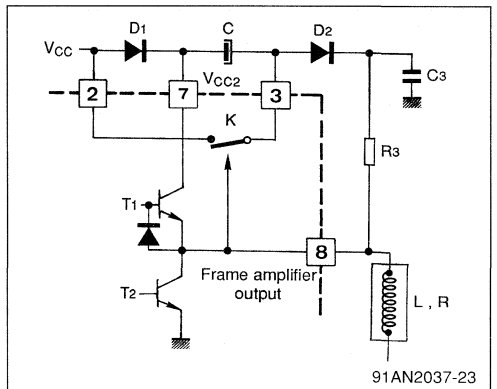 D1
C
D2
VCC
C3
2
7
VCC2
3
K
R3
T1
8
Frame amplifier
output
T2
L , R
91AN2037-23